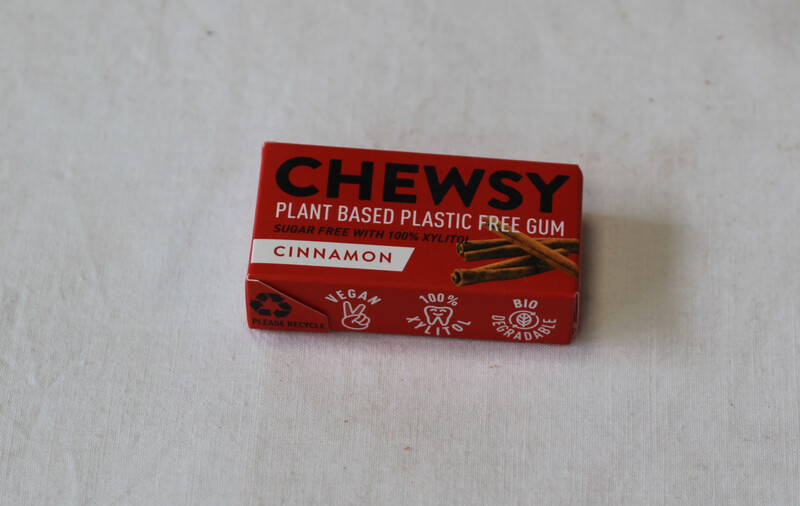 CHEWSY
PLANT BASED PLASTIC FREE GUM
SUGAR FREE WITH 100% XYLITOL
CINNAMON
PLEASE RECYCLE
VEGAN
100%
XYLITOL
BIO
DEGRADABLE